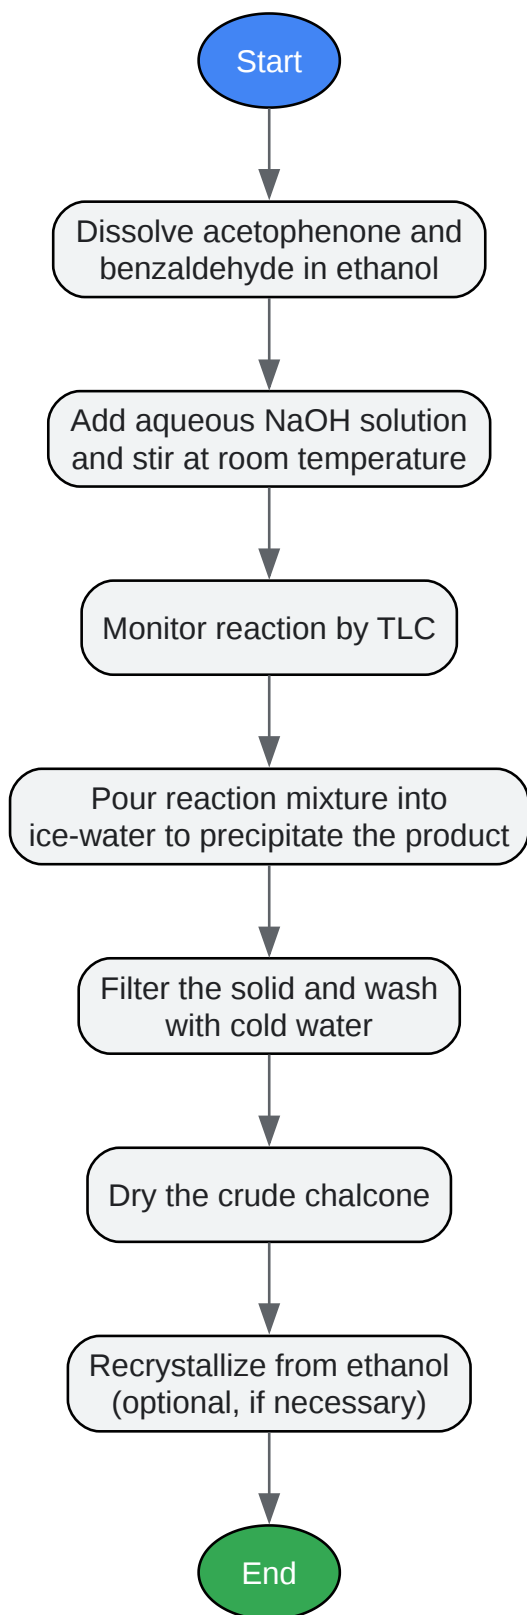 Start
Dissolve acetophenone and
benzaldehyde in ethanol
Add aqueous NaOH solution
and stir at room temperature
Monitor reaction by TLC
Pour reaction mixture into
ice-water to precipitate the product
Filter the solid and wash
with cold water
Dry the crude chalcone
Recrystallize from ethanol
(optional, if necessary)
End